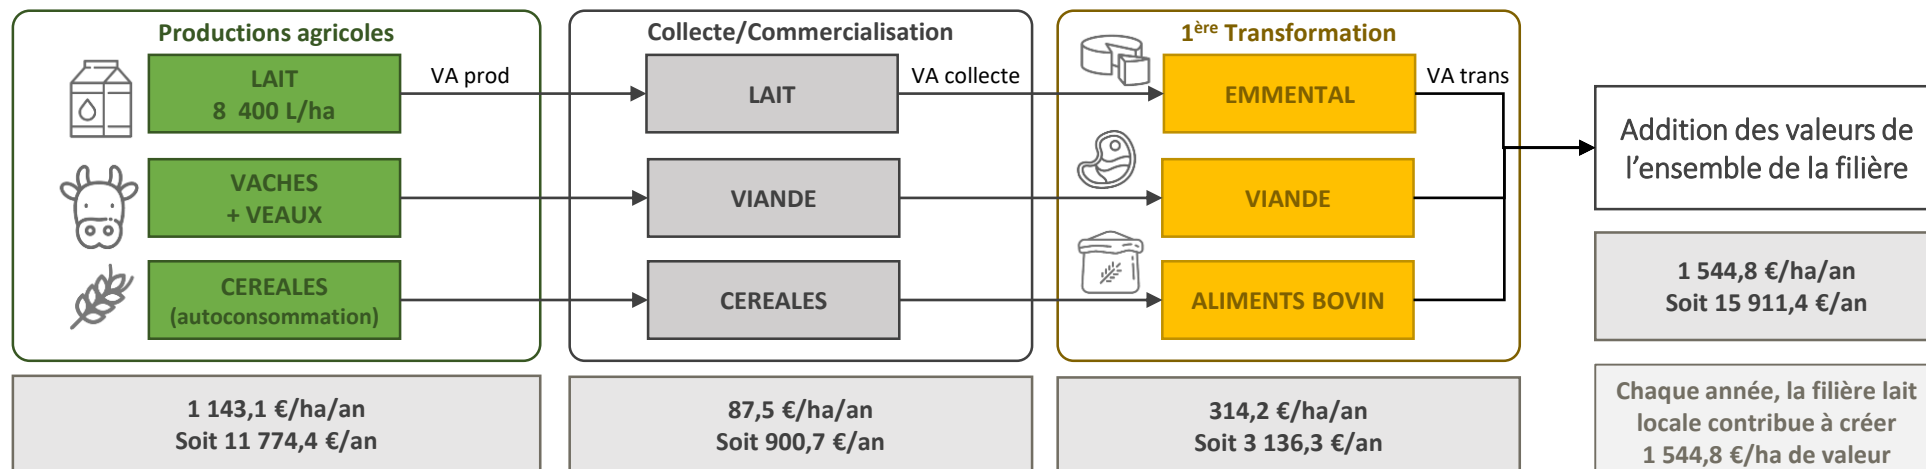 Productions agricoles
LAIT
8 400 L/ha
VACHES
+ VEAUX
CEREALES
(autoconsommation)
VA prod
1 143,1 €/ha/an
Soit 11 774,4 €/an
Collecte/Commercialisation
LAIT
VIANDE
CEREALES
VA collecte
87,5 €/ha/an
Soit 900,7 €/an
1ère Transformation
EMMENTAL
VIANDE
ALIMENTS BOVIN
VA trans
314,2 €/ha/an
Soit 3 136,3 €/an
Addition des valeurs de
l’ensemble de la filière
1 544,8 €/ha/an
Soit 15 911,4 €/an
Chaque année, la filière lait
locale contribue à créer
1 544,8 €/ha de valeur